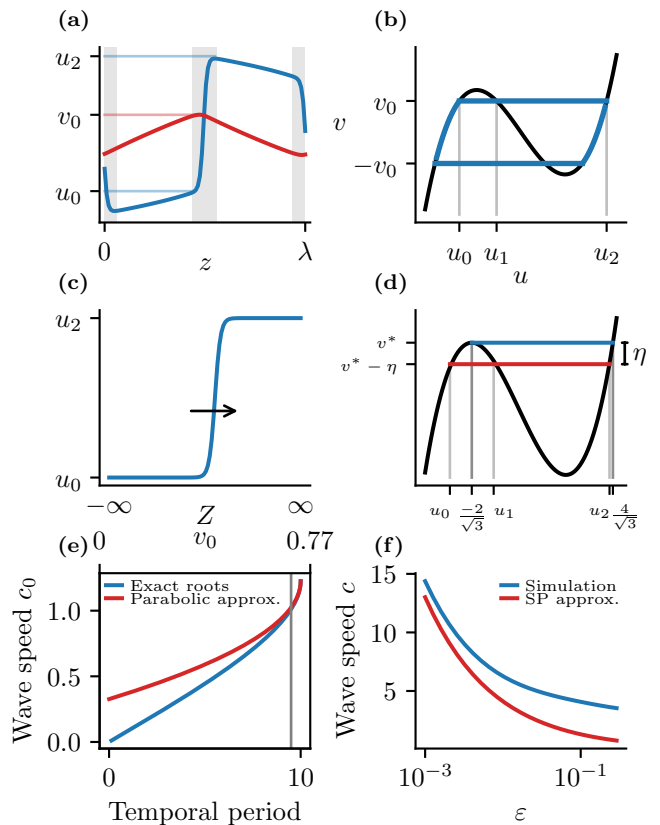 (a)
u₂
v₀
u₀
0
z
λ
(b)
v
v₀
−v₀
u₀
u₁
u₂
u
(c)
u₂
u₀
−∞
Z
∞
(d)
v*
v* − η
η
u₀
−2/√3
u₁
u₂
4/√3
(e)
0
v₀
0.77
Exact roots
Parabolic approx.
Wave speed c₀
1.0
0.5
0.0
0
10
Temporal period
(f)
Simulation
SP approx.
Wave speed c
15
10
5
10⁻³
10⁻¹
ε